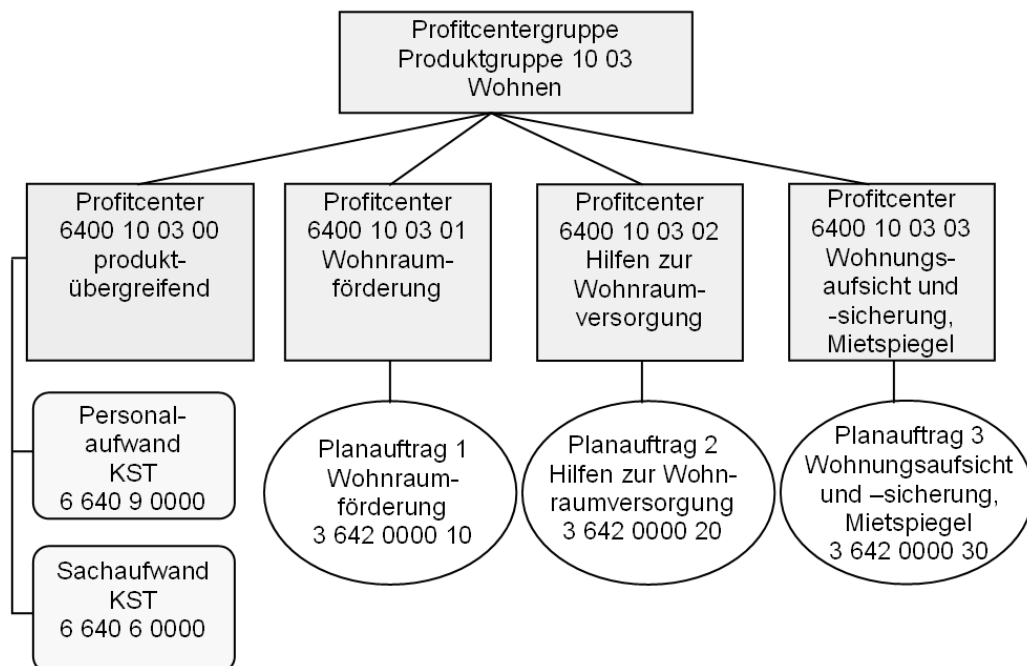 Profitcentergruppe
Produktgruppe 10 03
Wohnen
Profitcenter
6400 10 03 00
produkt-
übergreifend
Profitcenter
6400 10 03 01
Wohnraum-
förderung
Profitcenter
6400 10 03 02
Hilfen zur
Wohnraum-
versorgung
Profitcenter
6400 10 03 03
Wohnungs-
aufsicht und
-sicherung,
Mietspiegel
Personal-
aufwand
KST
6 640 9 0000
Sachaufwand
KST
6 640 6 0000
Planauftrag 1
Wohnraum-
förderung
3 642 0000 10
Planauftrag 2
Hilfen zur Wohn-
raumversorgung
3 642 0000 20
Planauftrag 3
Wohnungsaufsicht
und –sicherung,
Mietspiegel
3 642 0000 30